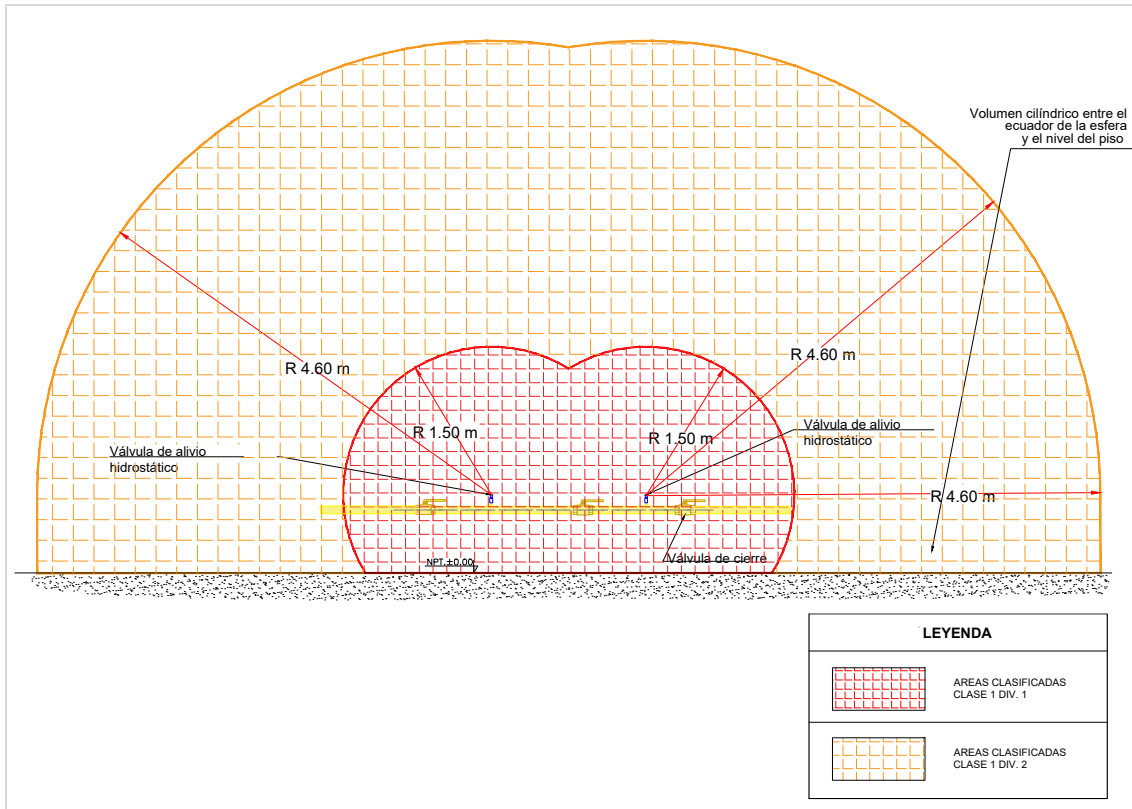 Volumen cilíndrico entre el
ecuador de la esfera
y el nivel del piso
R 4.60 m
R 4.60 m
R 1.50 m
R 1.50 m
Válvula de alivio
hidrostático
Válvula de alivio
hidrostático
R 4.60 m
Válvula de cierre
NPT.±0.00
LEYENDA
AREAS CLASIFICADAS
CLASE 1 DIV. 1
AREAS CLASIFICADAS
CLASE 1 DIV. 2